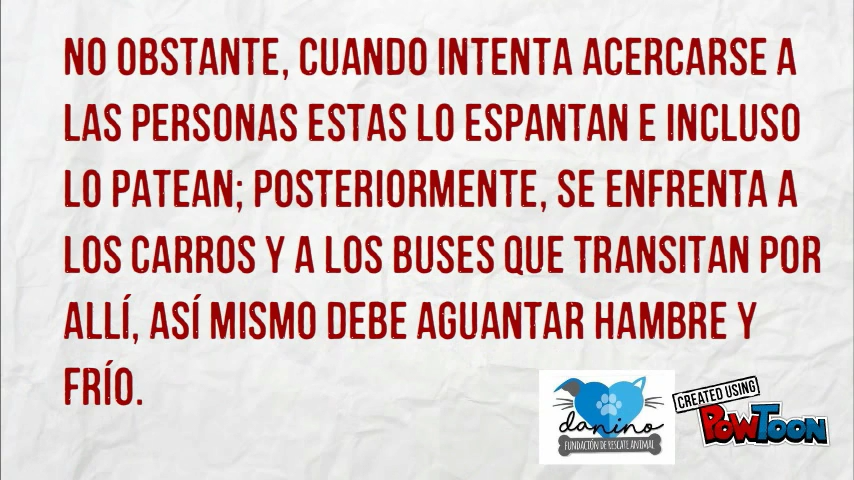 NO OBSTANTE, CUANDO INTENTA ACERCARSE A
LAS PERSONAS ESTAS LO ESPANTAN E INCLUSO
LO PATEAN; POSTERIORMENTE, SE ENFRENTA A
LOS CARROS Y A LOS BUSES QUE TRANSITAN POR
ALLÍ, ASÍ MISMO DEBE AGUANTAR HAMBRE Y
FRÍO.
danino
FUNDACIÓN DE RESCATE ANIMAL
CREATED USING
POWTOON